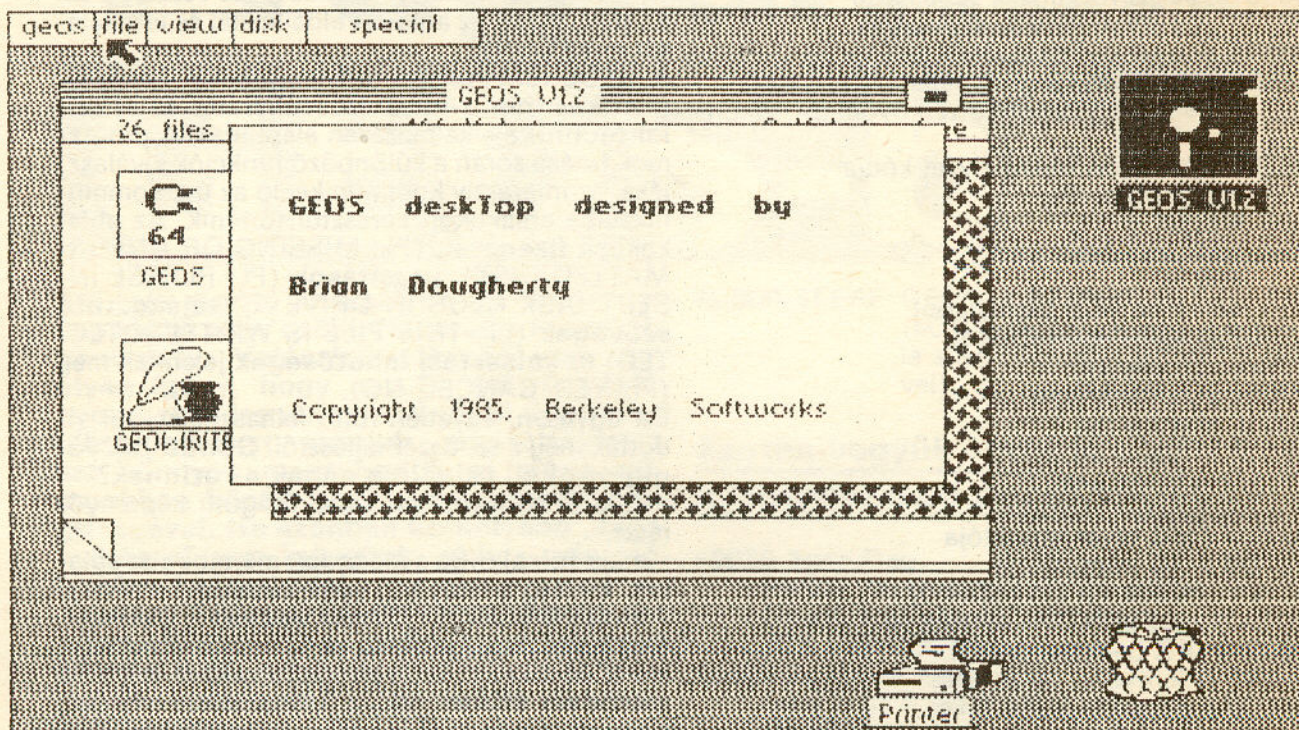 geos file view disk special
GEOS V1.2
26 files
64
GEOS
GEOWRITE
GEOS deskTop designed by
Brian Dougherty
Copyright 1985, Berkeley Softworks
GEOS V1.2
Printer